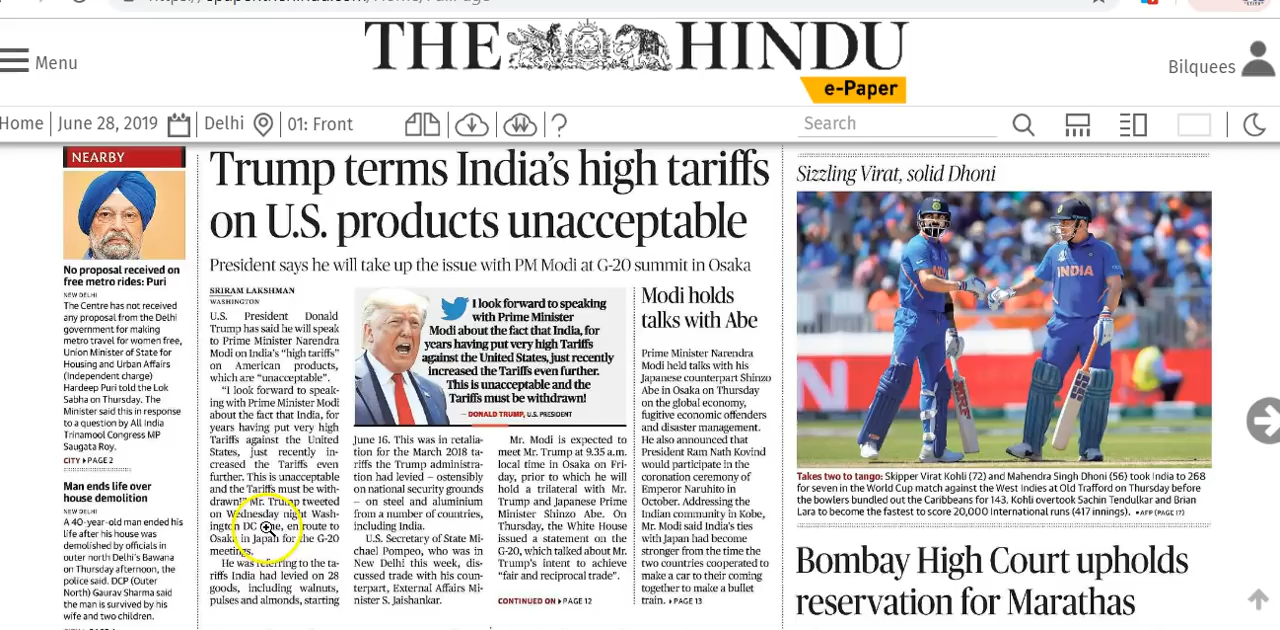 THE HINDU
e-Paper
Menu
Bilquees
Home
June 28, 2019
Delhi
01: Front
?
Search
NEARBY
No proposal received on
free metro rides: Puri
NEW DELHI
The Centre has not received
any proposal from the Delhi
government for making
metro travel for women free,
Union Minister of State for
Housing and Urban Affairs
(Independent charge)
Hardeep Puri told the Lok
Sabha on Thursday. The
Minister said this in response
to a question by All India
Trinamool Congress MP
Saugata Roy.
CITY ▸ PAGE 2
Man ends life over
house demolition
NEW DELHI
A 40-year-old man ended his
life after his house was
demolished by officials in
outer north Delhi's Bawana
on Thursday afternoon, the
police said. DCP (Outer
North) Gaurav Sharma said
the man is survived by his
wife and two children.
Trump terms India's high tariffs
on U.S. products unacceptable
President says he will take up the issue with PM Modi at G-20 summit in Osaka
SRIRAM LAKSHMAN
WASHINGTON
U.S. President Donald
Trump has said he will speak
to Prime Minister Narendra
Modi on India's "high tariffs"
on American products,
which are "unacceptable".
"I look forward to speak-
ing with Prime Minister Modi
about the fact that India, for
years having put very high
Tariffs against the United
States, just recently in-
creased the Tariffs even
further. This is unacceptable
and the Tariffs must be with-
drawn!" Mr. Trump tweeted
on Wednesday night Wash-
ington DC time, en route to
Osaka in Japan for the G-20
meeting.
He was referring to the ta-
riffs India had levied on 28
goods, including walnuts,
pulses and almonds, starting
I look forward to speaking
with Prime Minister
Modi about the fact that India, for
years having put very high Tariffs
against the United States, just recently
increased the Tariffs even further.
This is unacceptable and the
Tariffs must be withdrawn!
— DONALD TRUMP, U.S. PRESIDENT
June 16. This was in retalia-
tion for the March 2018 ta-
riffs the Trump administra-
tion had levied – ostensibly
on national security grounds
– on steel and aluminium
from a number of countries,
including India.
U.S. Secretary of State Mi-
chael Pompeo, who was in
New Delhi this week, dis-
cussed trade with his coun-
terpart, External Affairs Mi-
nister S. Jaishankar.
Mr. Modi is expected to
meet Mr. Trump at 9.35 a.m.
local time in Osaka on Fri-
day, prior to which he will
hold a trilateral with Mr.
Trump and Japanese Prime
Minister Shinzo Abe. On
Thursday, the White House
issued a statement on the
G-20, which talked about Mr.
Trump's intent to achieve
"fair and reciprocal trade".
CONTINUED ON ▸ PAGE 12
Modi holds
talks with Abe
Prime Minister Narendra
Modi held talks with his
Japanese counterpart Shinzo
Abe in Osaka on Thursday
on the global economy,
fugitive economic offenders
and disaster management.
He also announced that
President Ram Nath Kovind
would participate in the
coronation ceremony of
Emperor Naruhito in
October. Addressing the
Indian community in Kobe,
Mr. Modi said India's ties
with Japan had become
stronger from the time the
two countries cooperated to
make a car to their coming
together to make a bullet
train. ▸ PAGE 13
Sizzling Virat, solid Dhoni
INDIA
Takes two to tango: Skipper Virat Kohli (72) and Mahendra Singh Dhoni (56) took India to 268
for seven in the World Cup match against the West Indies at Old Trafford on Thursday before
the bowlers bundled out the Caribbeans for 143. Kohli overtook Sachin Tendulkar and Brian
Lara to become the fastest to score 20,000 International runs (417 innings). • AFP (PAGE 17)
Bombay High Court upholds
reservation for Marathas